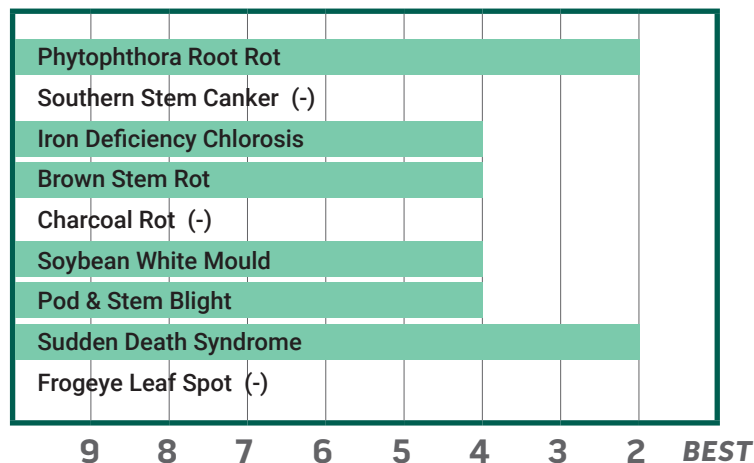 Phytophthora Root Rot
Southern Stem Canker (-)
Iron Deficiency Chlorosis
Brown Stem Rot
Charcoal Rot (-)
Soybean White Mould
Pod & Stem Blight
Sudden Death Syndrome
Frogeye Leaf Spot (-)
9 8 7 6 5 4 3 2 BEST